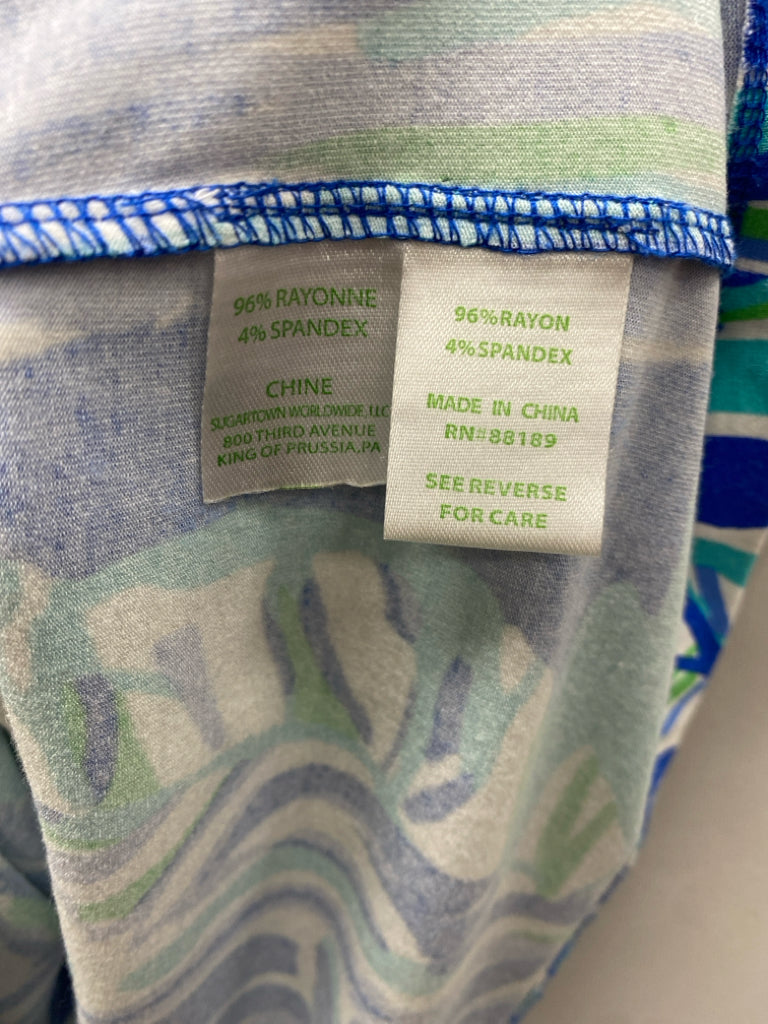 96% RAYONNE
4% SPANDEX
CHINE
SUGARTOWN WORLDWIDE, LLC
800 THIRD AVENUE
KING OF PRUSSIA, PA
96%RAYON
4%SPANDEX
MADE IN CHINA
RN#88189
SEE REVERSE
FOR CARE